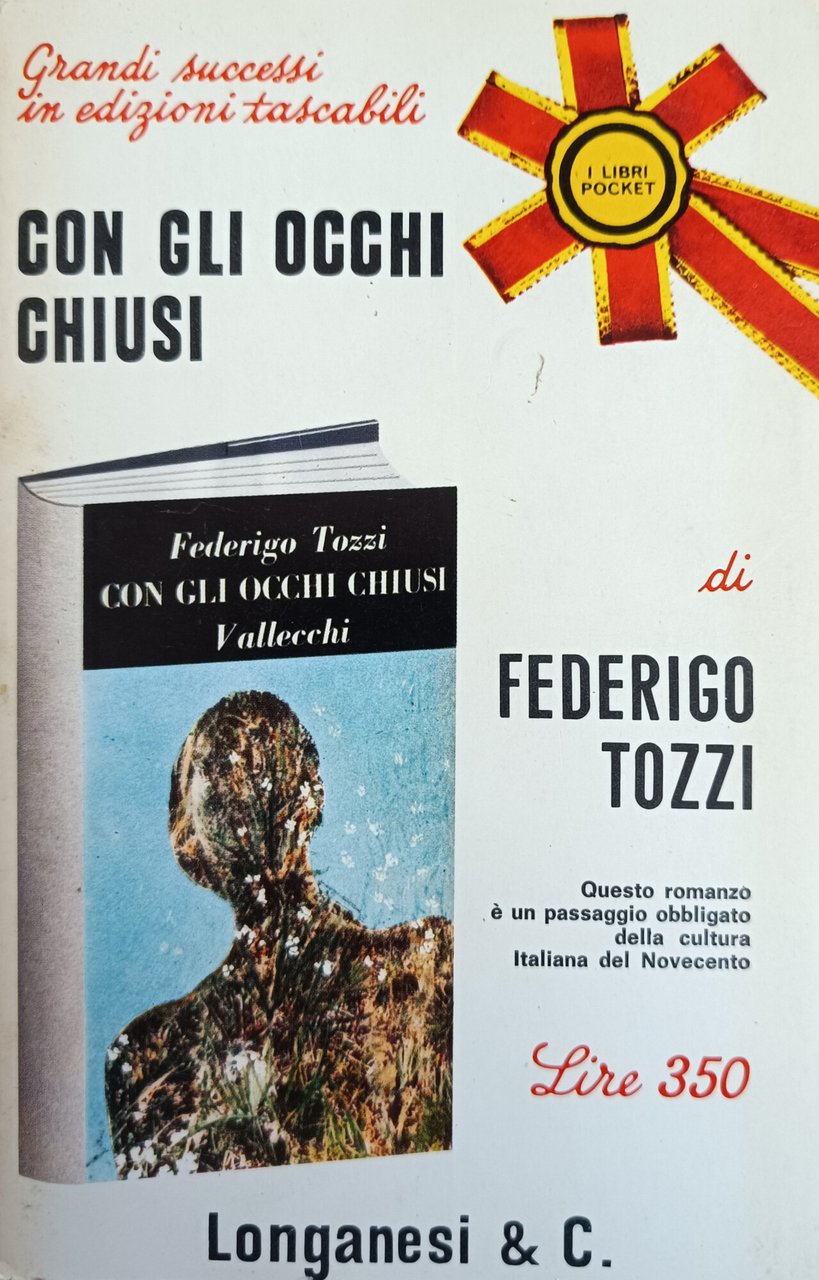 Grandi successi
in edizioni tascabili
I LIBRI
POCKET
CON GLI OCCHI
CHIUSI
Federigo Tozzi
CON GLI OCCHI CHIUSI
Vallecchi
di
FEDERIGO
TOZZI
Questo romanzo
è un passaggio obbligato
della cultura
Italiana del Novecento
Lire 350
Longanesi & C.